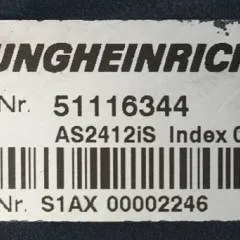 UNGHEINRICH
Nr. 51116344
AS2412iS Index 0
Nr. S1AX 00002246